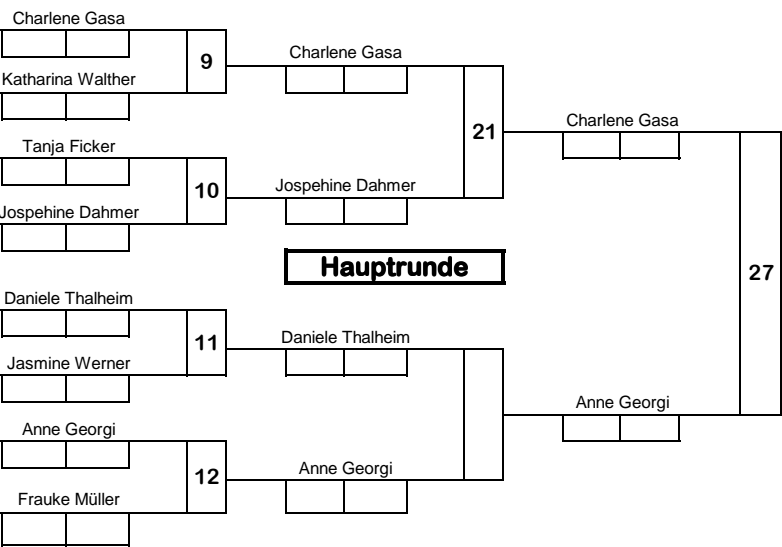 Charlene Gasa
9
Katharina Walther
Charlene Gasa
21
Charlene Gasa
Tanja Ficker
10
Jospehine Dahmer
Jospehine Dahmer
Hauptrunde
27
Daniele Thalheim
11
Jasmine Werner
Daniele Thalheim
Anne Georgi
Anne Georgi
12
Frauke Müller
Anne Georgi